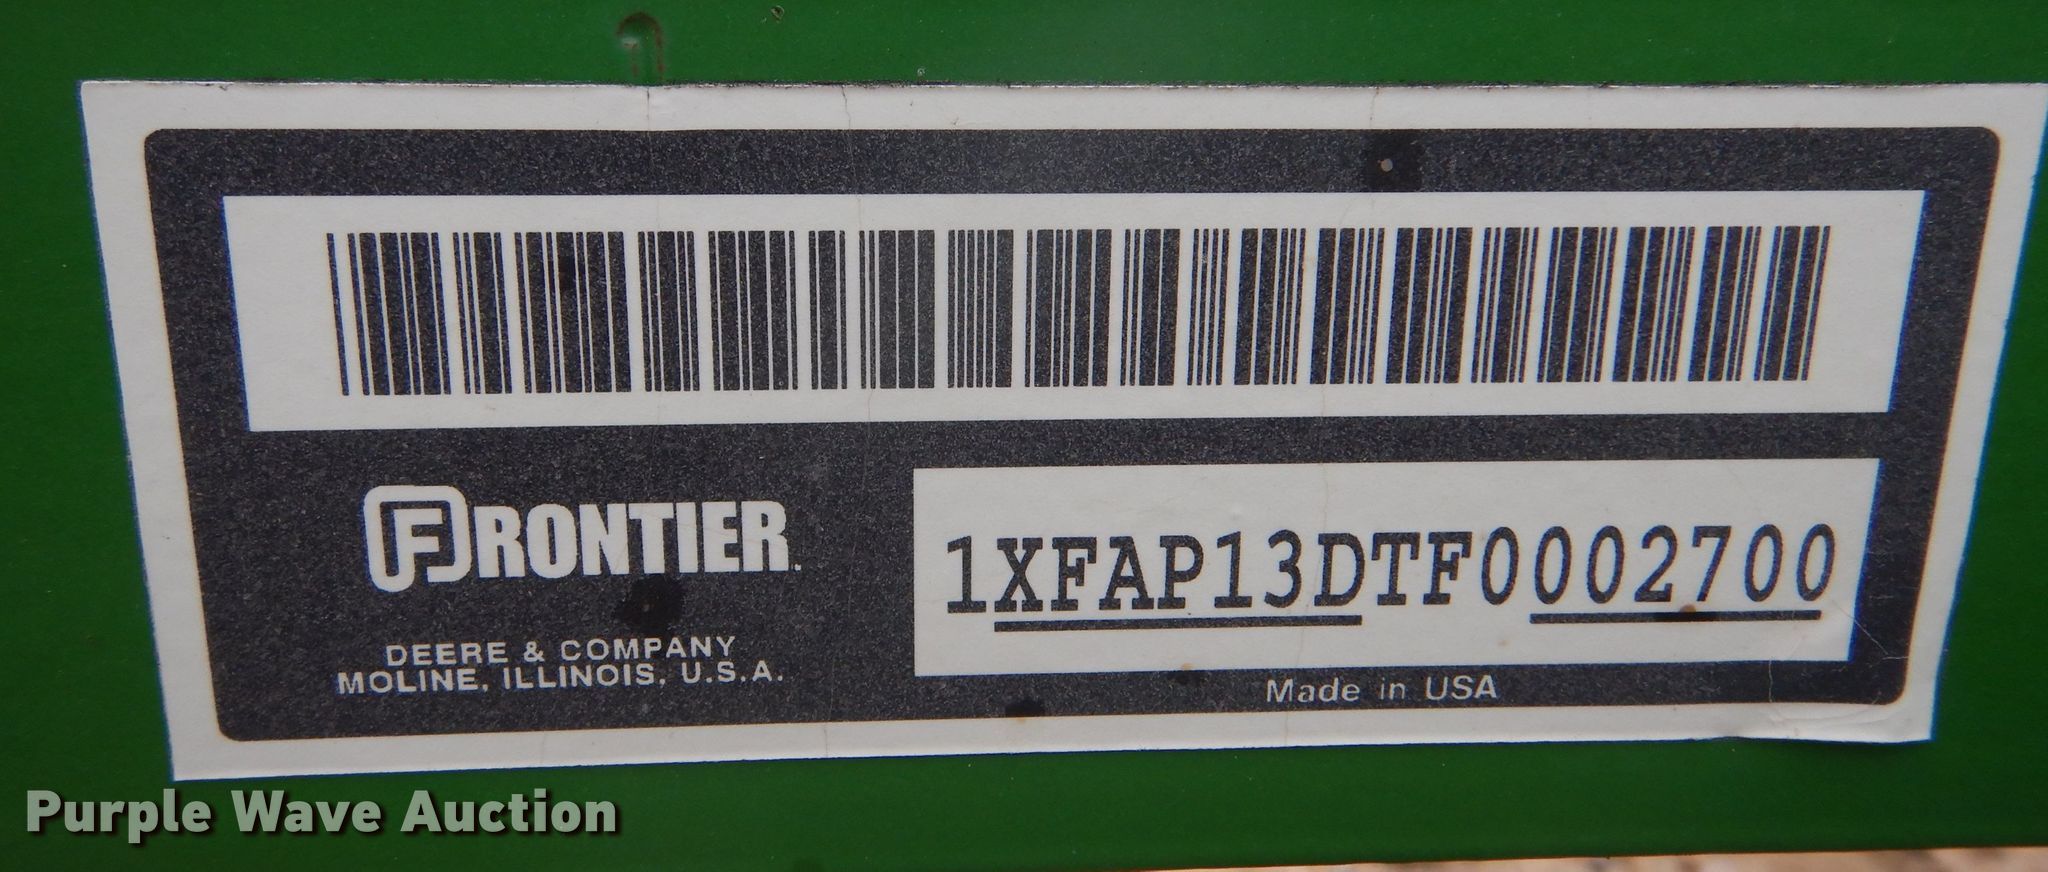 FRONTIER
DEERE & COMPANY
MOLINE, ILLINOIS, U.S.A.
1XFAP13DTF0002700
Made in USA
Purple Wave Auction